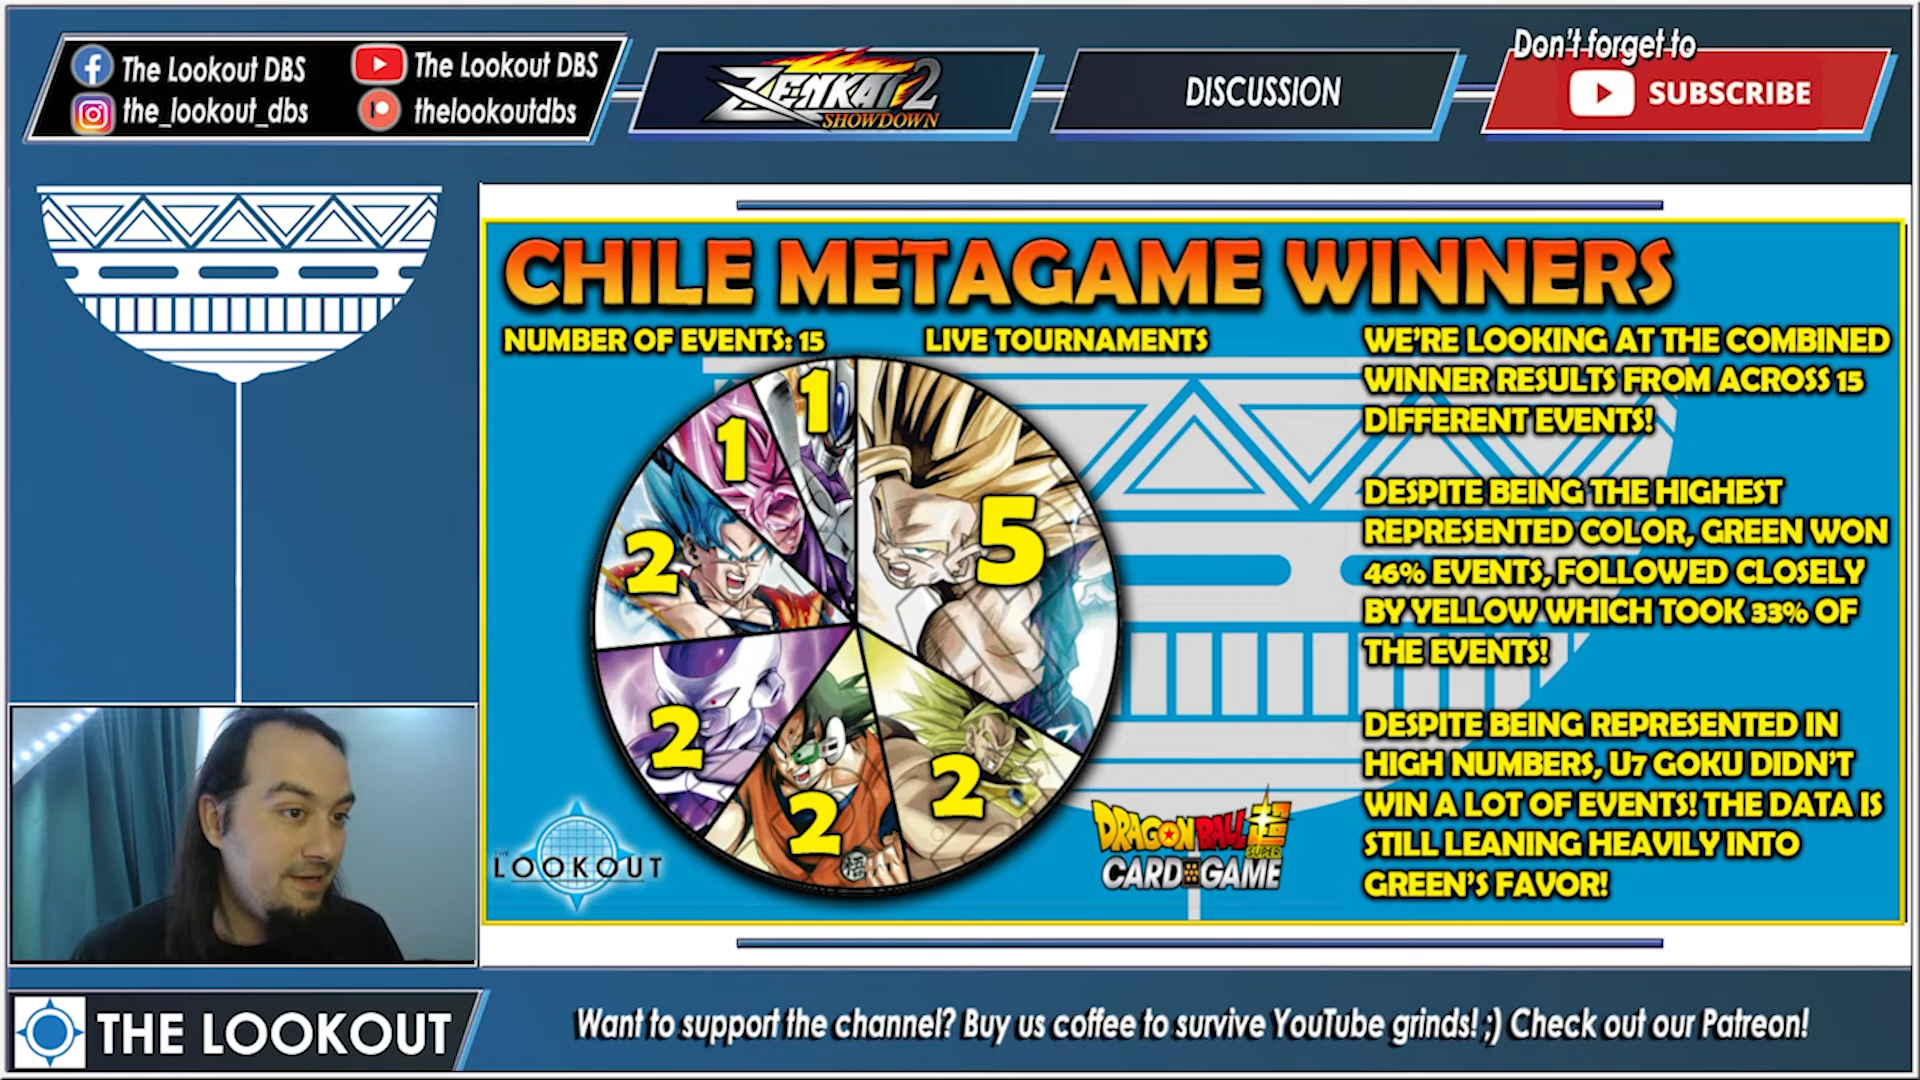 The Lookout DBS
The Lookout DBS
the_lookout_dbs
thelookoutdbs
ZENKAI 2
SHOWDOWN
DISCUSSION
Don't forget to
SUBSCRIBE
CHILE METAGAME WINNERS
NUMBER OF EVENTS: 15
LIVE TOURNAMENTS
1
1
5
2
2
2
2
WE'RE LOOKING AT THE COMBINED
WINNER RESULTS FROM ACROSS 15
DIFFERENT EVENTS!
DESPITE BEING THE HIGHEST
REPRESENTED COLOR, GREEN WON
46% EVENTS, FOLLOWED CLOSELY
BY YELLOW WHICH TOOK 33% OF
THE EVENTS!
DESPITE BEING REPRESENTED IN
HIGH NUMBERS, U7 GOKU DIDN'T
WIN A LOT OF EVENTS! THE DATA IS
STILL LEANING HEAVILY INTO
GREEN'S FAVOR!
THE
LOOKOUT
悟
DRAGON BALL 超
SUPER
CARD GAME
THE LOOKOUT
Want to support the channel? Buy us coffee to survive YouTube grinds! ;) Check out our Patreon!